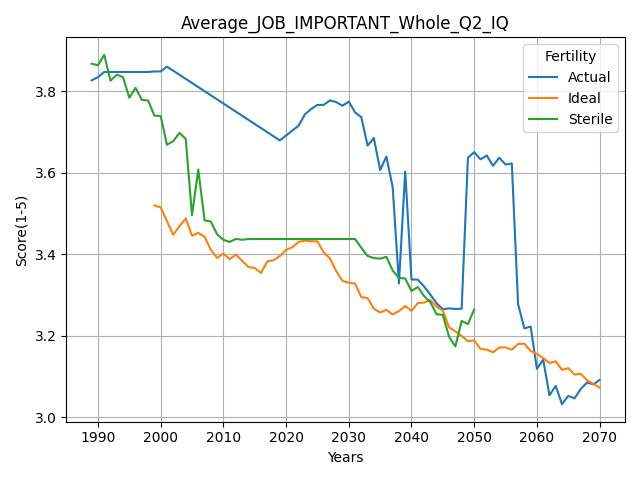 Average_JOB_IMPORTANT_Whole_Q2_IQ
Fertility
Actual
Ideal
Sterile
Score(1-5)
3.8
3.6
3.4
3.2
3.0
1990 2000 2010 2020 2030 2040 2050 2060 2070
Years